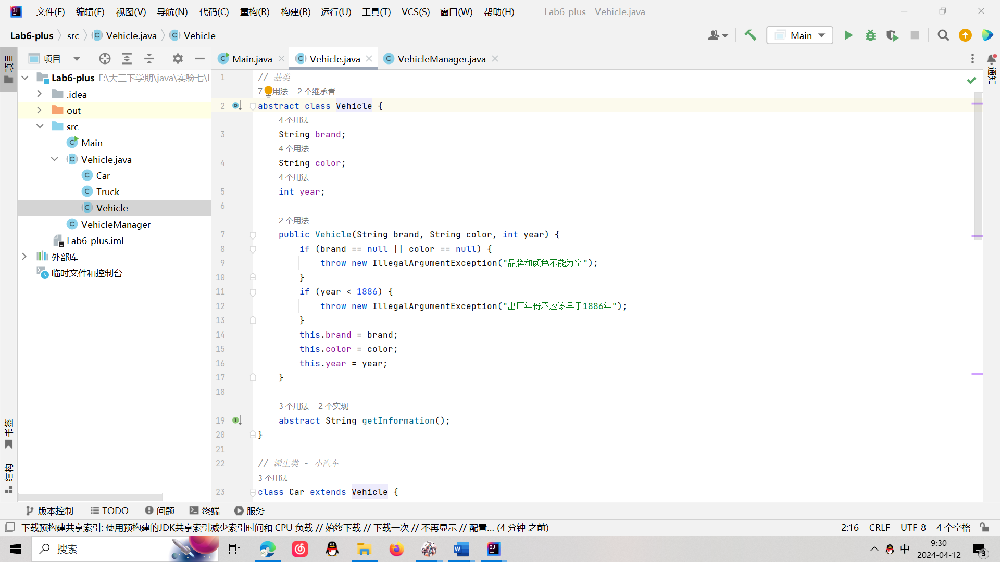 文件(F) 编辑(E) 视图(V) 导航(N) 代码(C) 重构(R) 构建(B) 运行(U) 工具(T) VCS(S) 窗口(W) 帮助(H) Lab6-plus - Vehicle.java
Lab6-plus src Vehicle.java Vehicle Main
项目 Main.java Vehicle.java VehicleManager.java
项目
通知
书签
结构
Lab6-plus F:\大三下学期\java\实验七\L
.idea
out
src
Main
Vehicle.java
Car
Truck
Vehicle
VehicleManager
Lab6-plus.iml
外部库
临时文件和控制台
1 // 基类
7 用法 2 个继承者
2 abstract class Vehicle {
4 个用法
3 String brand;
4 个用法
4 String color;
4 个用法
5 int year;
6
2 个用法
7 public Vehicle(String brand, String color, int year) {
8 if (brand == null || color == null) {
9 throw new IllegalArgumentException("品牌和颜色不能为空");
10 }
11 if (year < 1886) {
12 throw new IllegalArgumentException("出厂年份不应该早于1886年");
13 }
14 this.brand = brand;
15 this.color = color;
16 this.year = year;
17 }
18
3 个用法 2 个实现
19 abstract String getInformation();
20 }
21
22 // 派生类 - 小汽车
3 个用法
23 class Car extends Vehicle {
版本控制 TODO 问题 终端 服务
下载预构建共享索引: 使用预构建的JDK共享索引减少索引时间和 CPU 负载 // 始终下载 // 下载一次 // 不再显示 // 配置... (4 分钟 之前) 2:16 CRLF UTF-8 4 个空格
搜索 中 9:30
2024-04-12 3